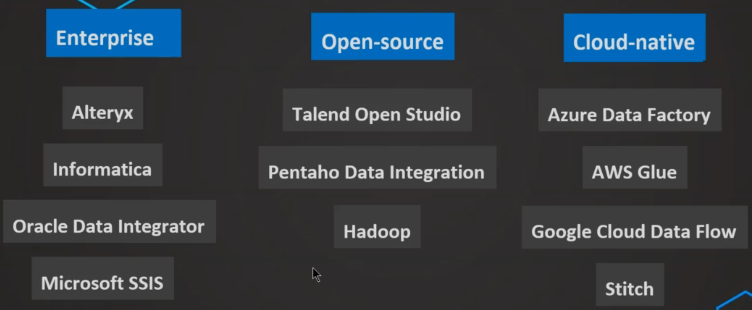 Enterprise
Alteryx
Informatica
Oracle Data Integrator
Microsoft SSIS
Open-source
Talend Open Studio
Pentaho Data Integration
Hadoop
Cloud-native
Azure Data Factory
AWS Glue
Google Cloud Data Flow
Stitch